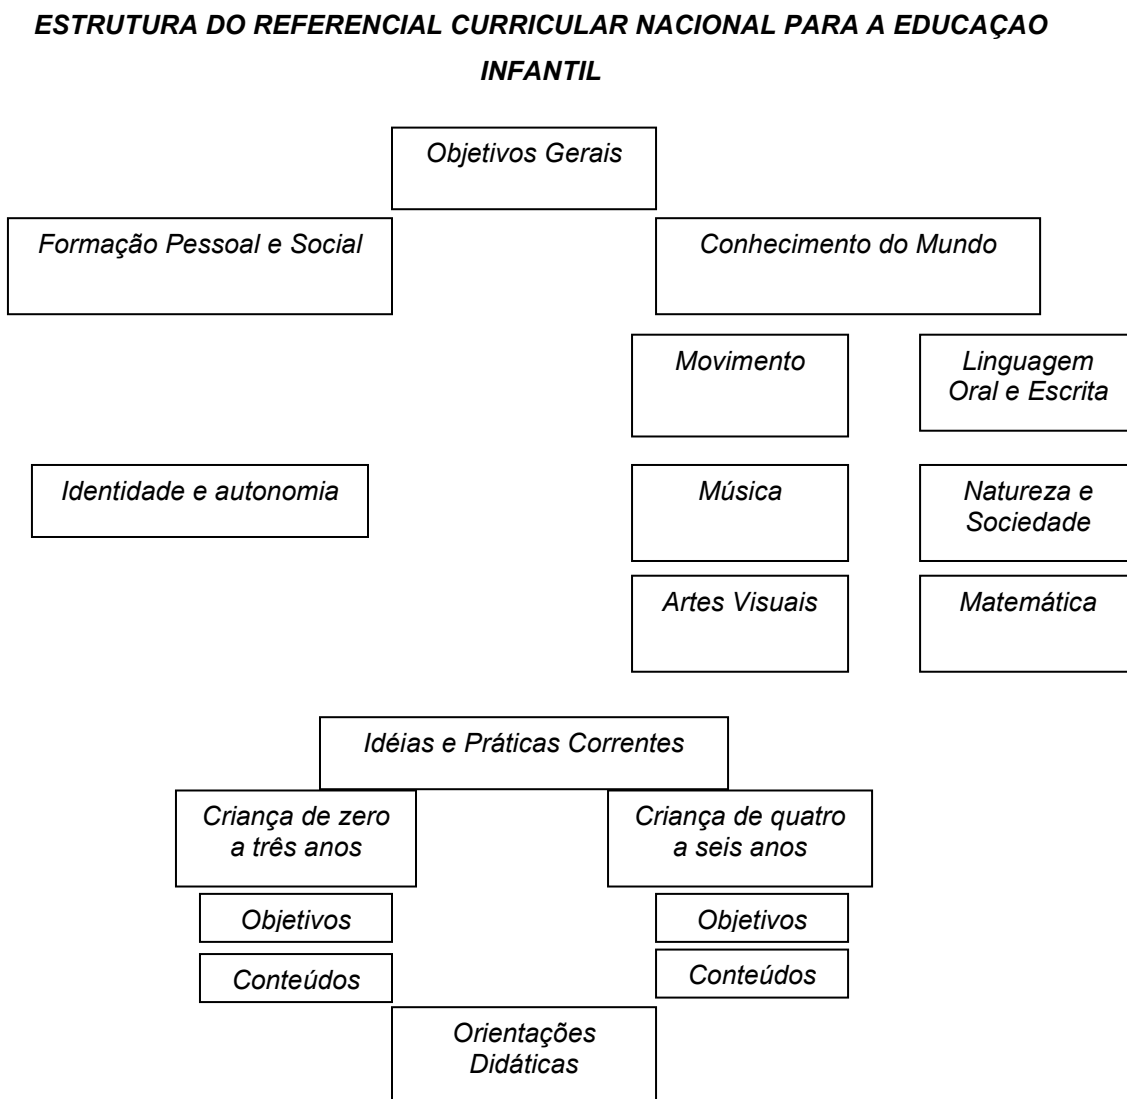 ESTRUTURA DO REFERENCIAL CURRICULAR NACIONAL PARA A EDUCAÇAO
INFANTIL
Objetivos Gerais
Formação Pessoal e Social
Conhecimento do Mundo
Movimento
Linguagem
Oral e Escrita
Identidade e autonomia
Música
Natureza e
Sociedade
Artes Visuais
Matemática
Idéias e Práticas Correntes
Criança de zero
a três anos
Criança de quatro
a seis anos
Objetivos
Objetivos
Conteúdos
Conteúdos
Orientações
Didáticas